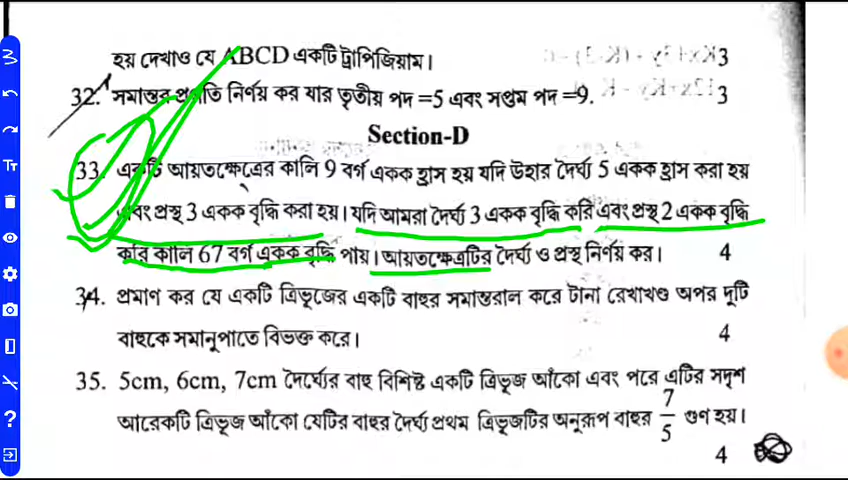 হয় দেখাও যে ABCD একটি ট্রাপিজিয়াম। 3
32. সমান্তর প্রগতি নির্ণয় কর যার তৃতীয় পদ =5 এবং সপ্তম পদ =9. 3
Section-D
33. একটি আয়তক্ষেত্রের কালি 9 বর্গ একক হ্রাস হয় যদি উহার দৈর্ঘ্য 5 একক হ্রাস করা হয়
এবং প্রস্থ 3 একক বৃদ্ধি করা হয়। যদি আমরা দৈর্ঘ্য 3 একক বৃদ্ধি করি এবং প্রস্থ 2 একক বৃদ্ধি
করি কালি 67 বর্গ একক বৃদ্ধি পায়। আয়তক্ষেত্রটির দৈর্ঘ্য ও প্রস্থ নির্ণয় কর। 4
34. প্রমাণ কর যে একটি ত্রিভূজের একটি বাহুর সমান্তরাল করে টানা রেখাখণ্ড অপর দুটি
বাহুকে সমানুপাতে বিভক্ত করে। 4
35. 5cm, 6cm, 7cm দৈর্ঘ্যের বাহু বিশিষ্ট একটি ত্রিভূজ আঁকো এবং পরে এটির সদৃশ
আরেকটি ত্রিভূজ আঁকো যেটির বাহুর দৈর্ঘ্য প্রথম ত্রিভূজটির অনুরূপ বাহুর 7/5 গুণ হয়।
4